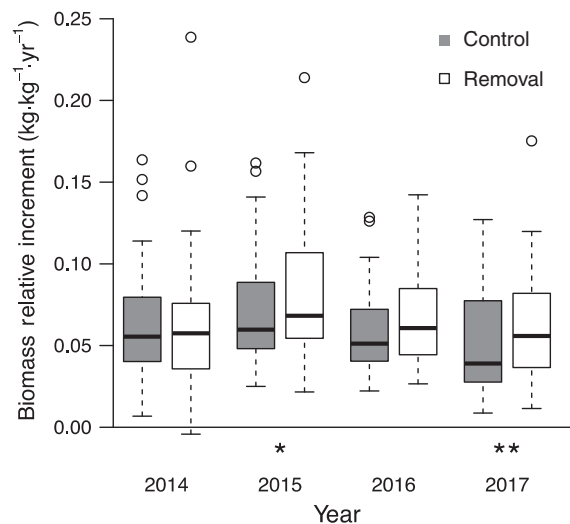 Biomass relative increment (kg·kg⁻¹·yr⁻¹)
0.25
0.20
0.15
0.10
0.05
0.00
Control
Removal
* **
2014 2015 2016 2017
Year